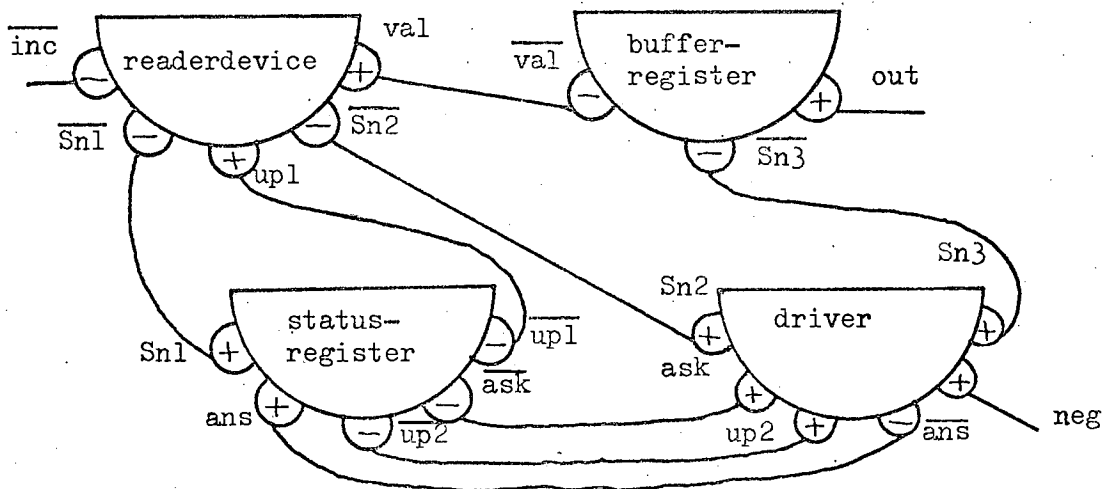 inc
readerdevice
val
val
buffer-
register
out
Sn1
+
−
−
+
−
Sn2
+
up1
−
Sn3
Sn3
Sn2
status-
register
driver
up1
Sn1
+
−
+
+
ask
ask
ans
+
−
−
up2
up2
+
+
−
ans
+
neg